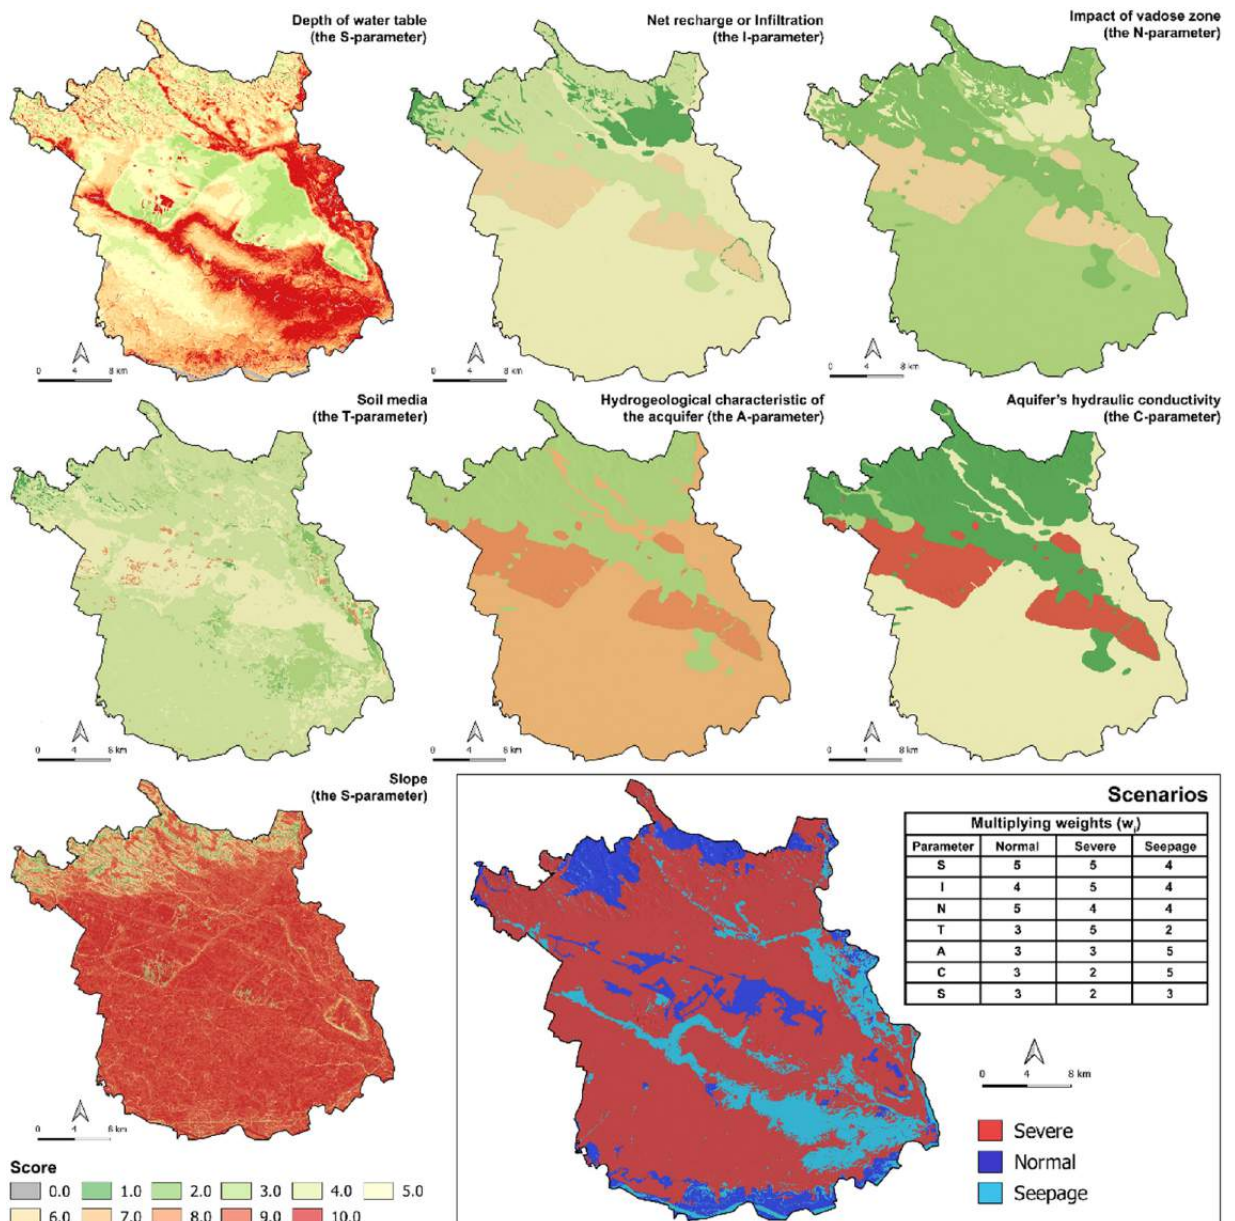 Depth of water table
(the S-parameter)
Net recharge or Infiltration
(the I-parameter)
Impact of vadose zone
(the N-parameter)
0 4 8 km
0 4 8 km
0 4 8 km
Soil media
(the T-parameter)
Hydrogeological characteristic of
the acquifer (the A-parameter)
Aquifer's hydraulic conductivity
(the C-parameter)
0 4 8 km
0 4 8 km
0 4 8 km
Slope
(the S-parameter)
0 4 8 km
Score
0.0 1.0 2.0 3.0 4.0 5.0
6.0 7.0 8.0 9.0 10.0
Scenarios
Multiplying weights (wj)
Parameter Normal Severe Seepage
S 5 5 4
I 4 5 4
N 5 4 4
T 3 5 2
A 3 3 5
C 3 2 5
S 3 2 3
0 4 8 km
Severe
Normal
Seepage